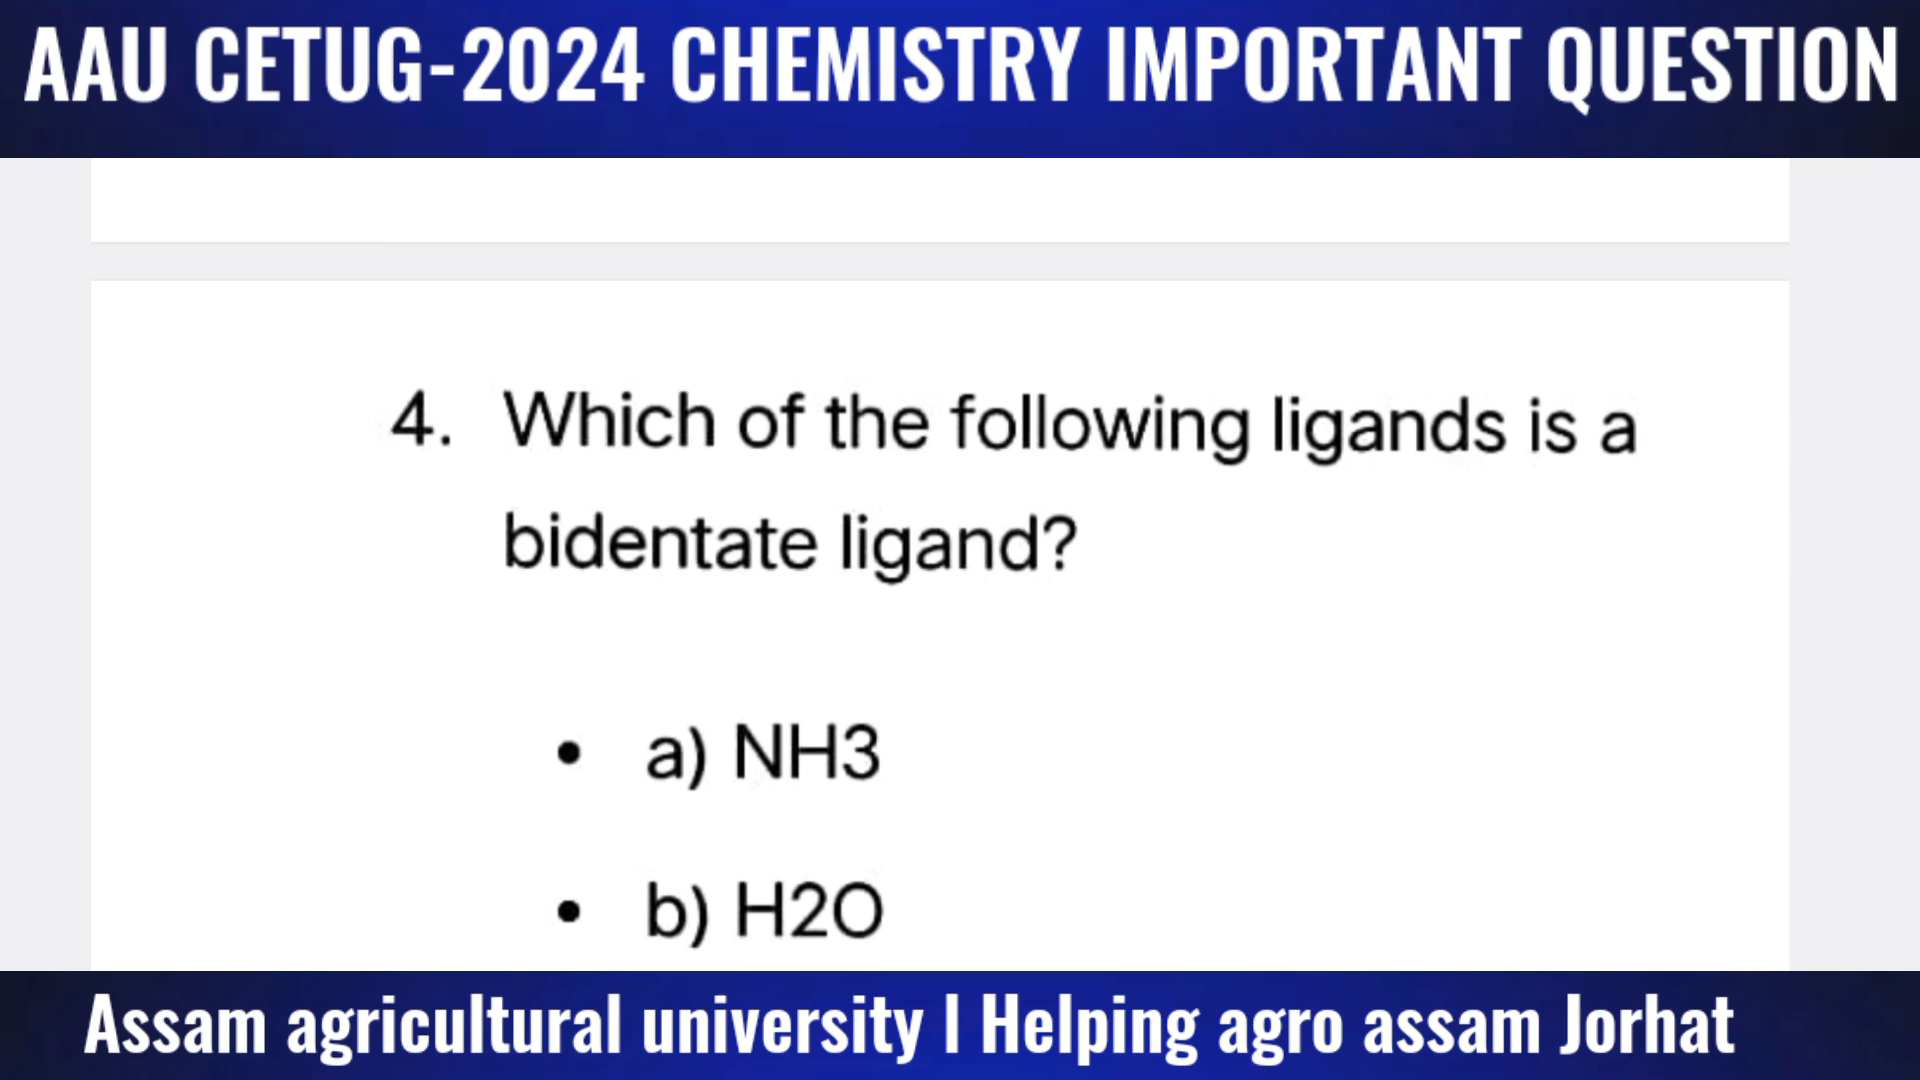 AAU CETUG-2024 CHEMISTRY IMPORTANT QUESTION
4. Which of the following ligands is a
bidentate ligand?
• a) NH3
• b) H2O
Assam agricultural university I Helping agro assam Jorhat